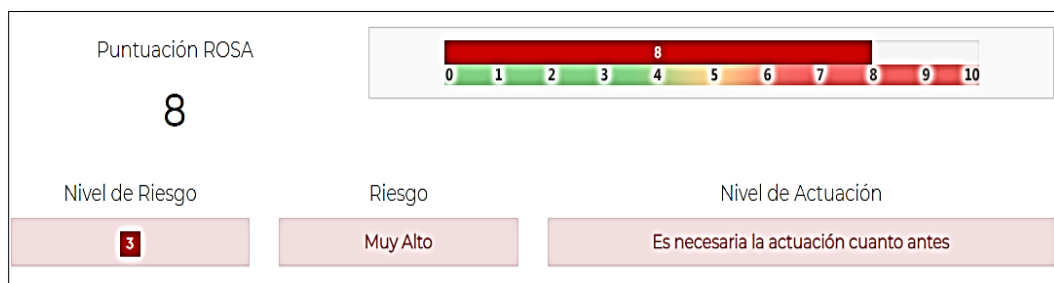 Puntuación ROSA
8
8
0 1 2 3 4 5 6 7 8 9 10
Nivel de Riesgo
Riesgo
Nivel de Actuación
3
Muy Alto
Es necesaria la actuación cuanto antes